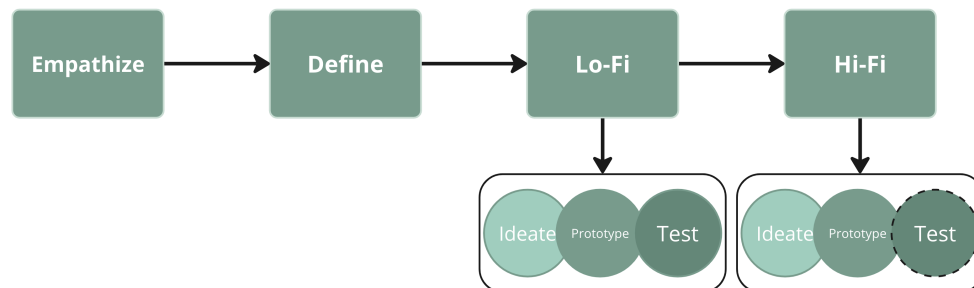 Empathize
Define
Lo-Fi
Hi-Fi
Ideate
Prototype
Test
Ideate
Prototype
Test